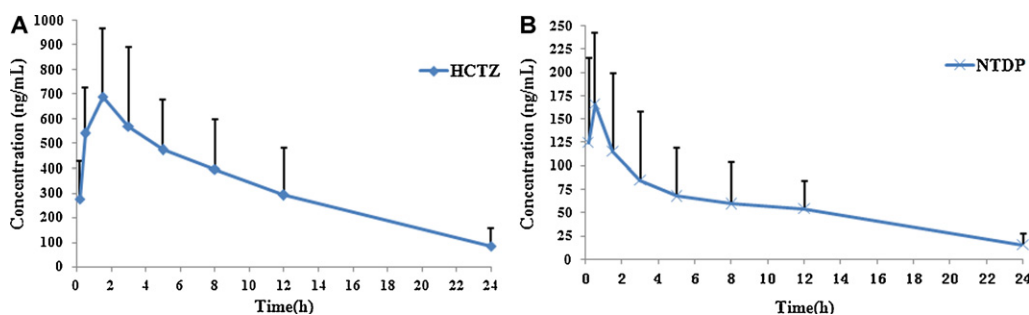 A
Concentration (ng/mL)
1000
900
800
700
600
500
400
300
200
100
0
0 2 4 6 8 10 12 14 16 18 20 22 24
Time(h)
HCTZ
B
Concentration (ng/mL)
250
225
200
175
150
125
100
75
50
25
0
0 2 4 6 8 10 12 14 16 18 20 22 24
Time(h)
NTDP